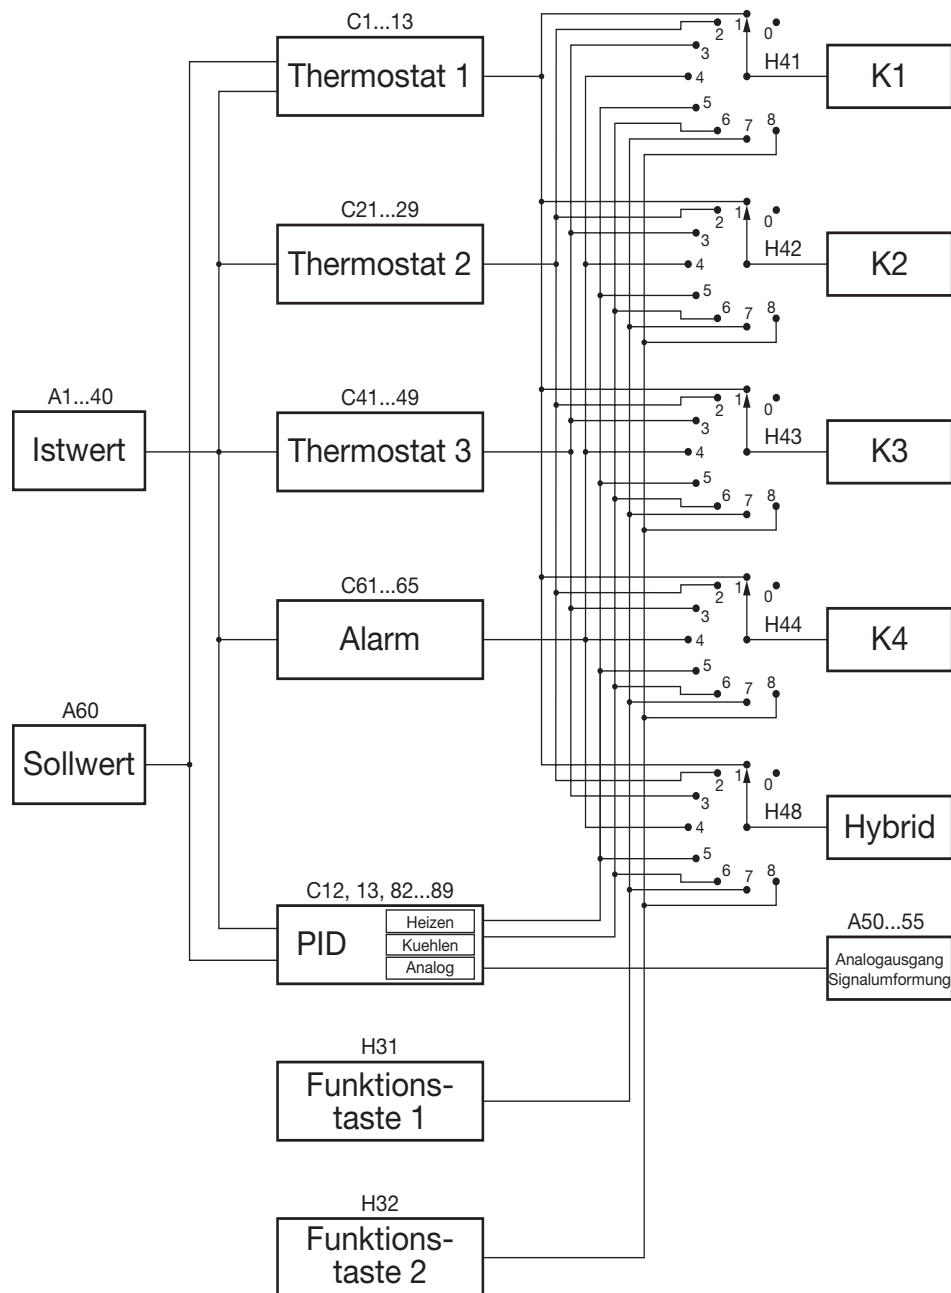 C1...13
Thermostat 1
1
2
0
3
H41
4
K1
5
6
7
8
C21...29
Thermostat 2
1
2
0
3
H42
4
K2
5
6
7
8
A1...40
Istwert
C41...49
Thermostat 3
1
2
0
3
H43
4
K3
5
6
7
8
C61...65
Alarm
1
2
0
3
H44
4
K4
5
6
7
8
A60
Sollwert
1
2
0
3
H48
4
Hybrid
5
6
7
8
C12, 13, 82...89
PID
Heizen
Kuehlen
Analog
A50...55
Analogausgang
Signalumformung
H31
Funktions-
taste 1
H32
Funktions-
taste 2